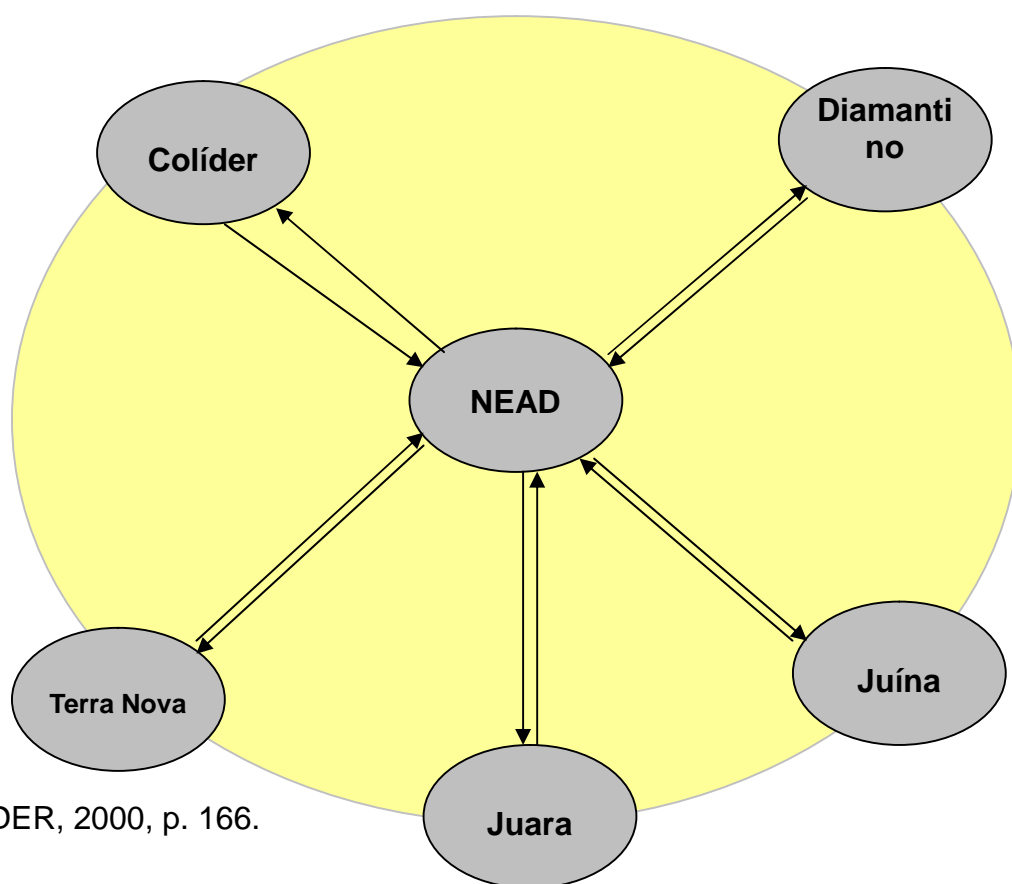 Diamanti
no
Colíder
NEAD
Juína
Terra Nova
Juara
DER, 2000, p. 166.